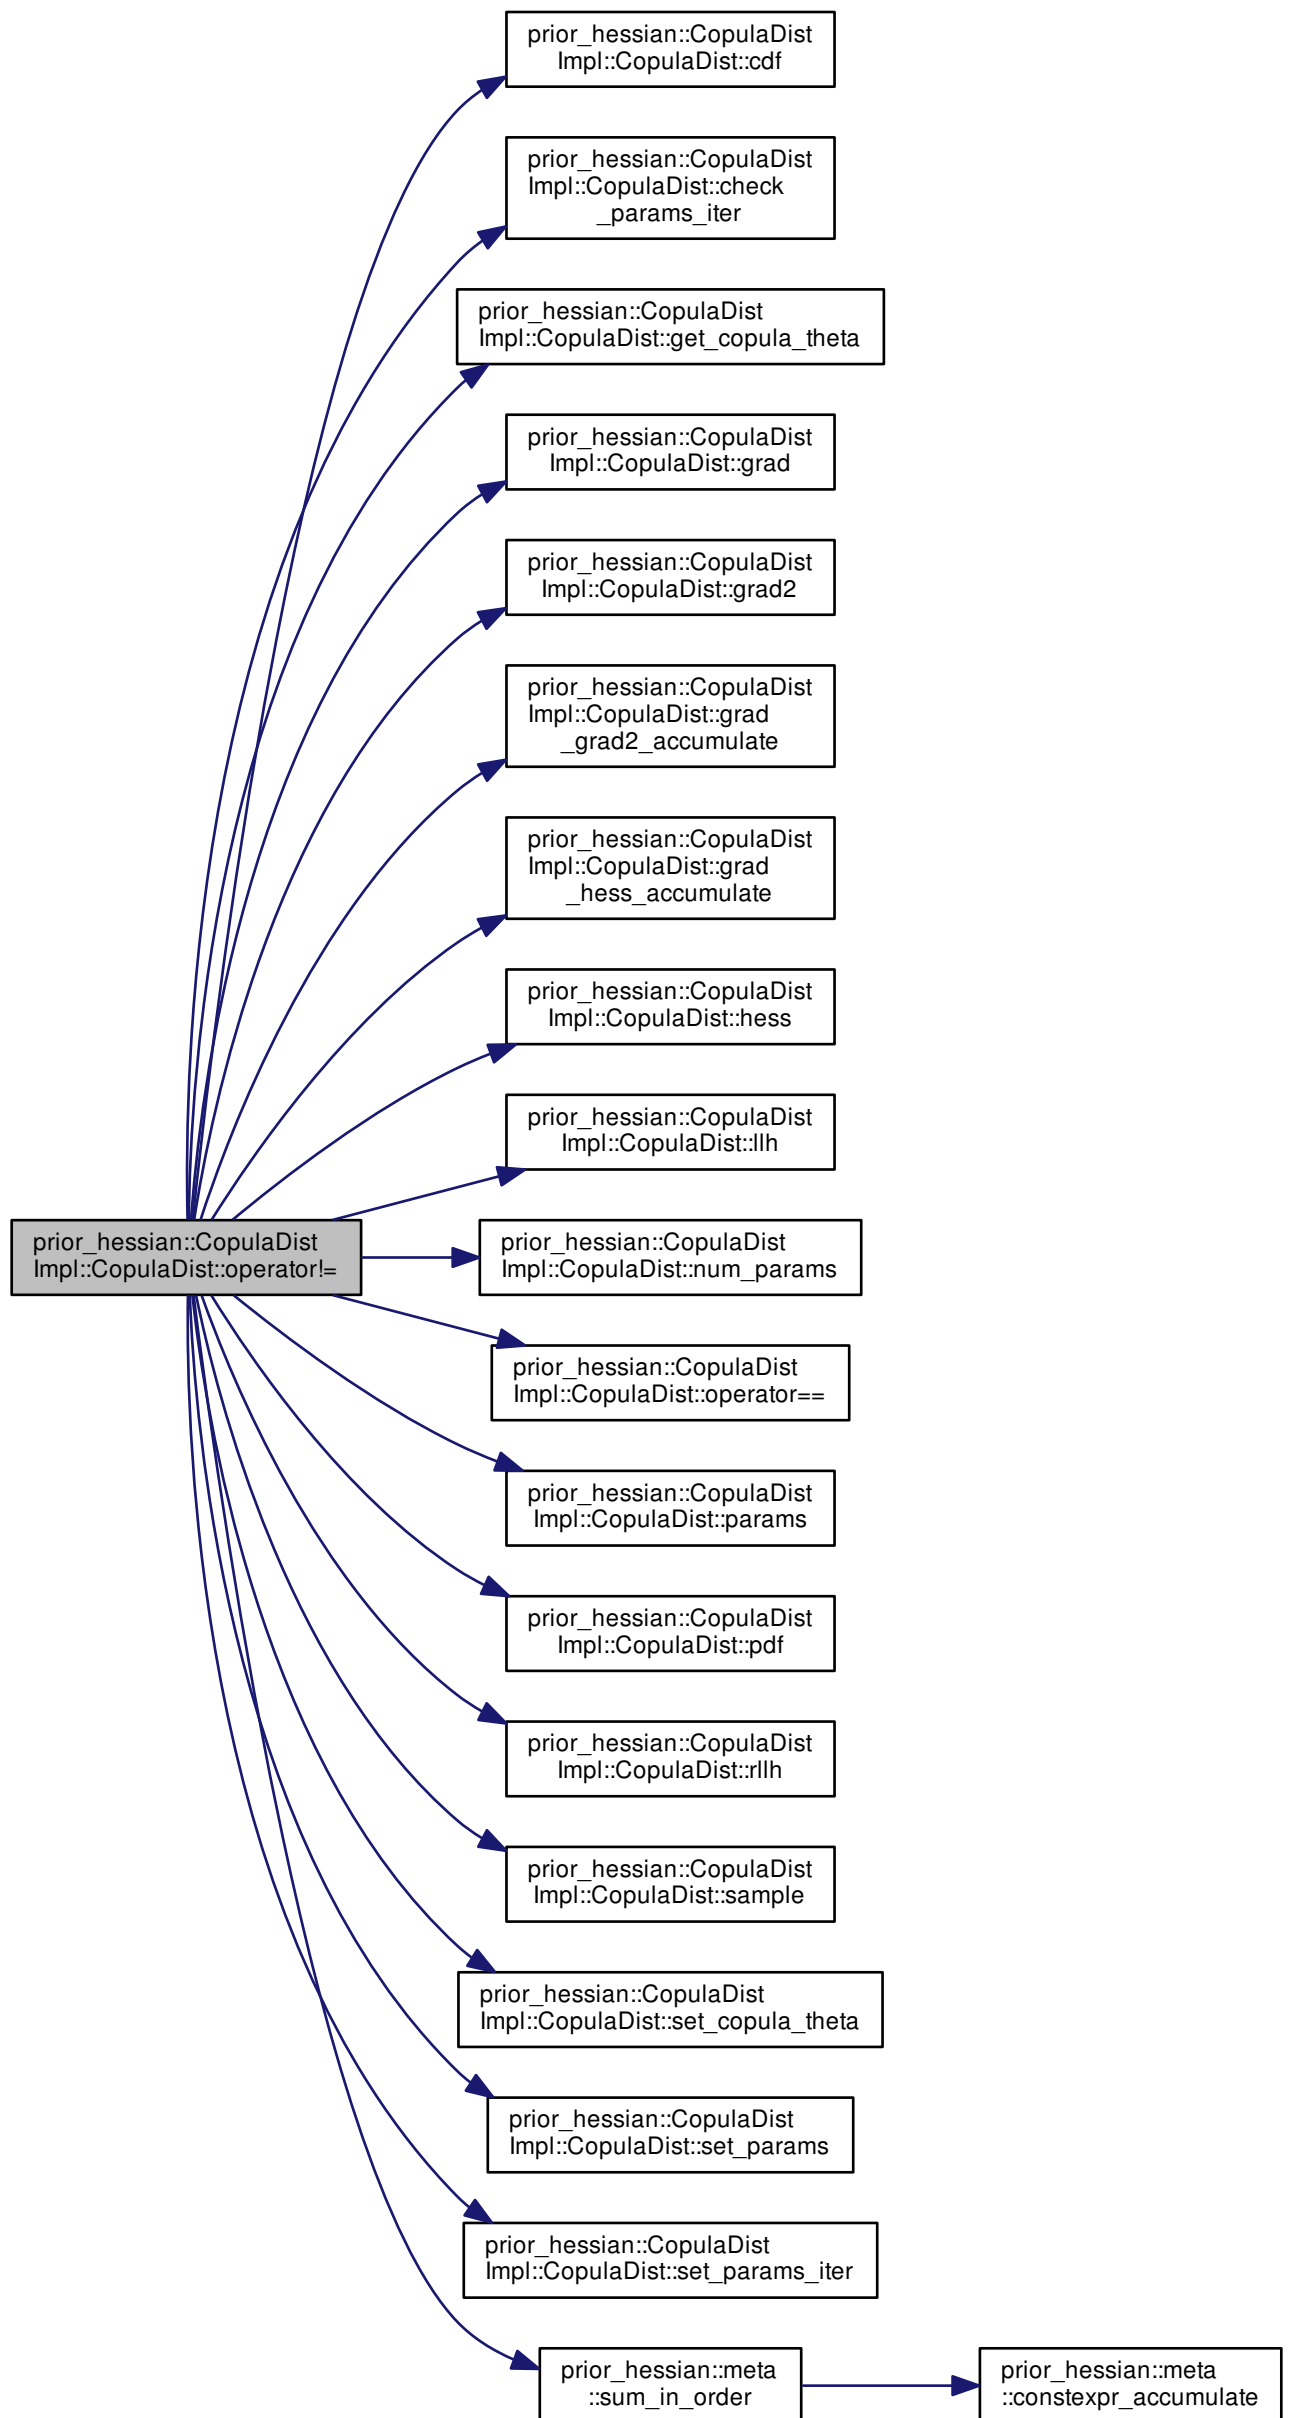 prior_hessian::CopulaDist
Impl::CopulaDist::cdf
prior_hessian::CopulaDist
Impl::CopulaDist::check
_params_iter
prior_hessian::CopulaDist
Impl::CopulaDist::get_copula_theta
prior_hessian::CopulaDist
Impl::CopulaDist::grad
prior_hessian::CopulaDist
Impl::CopulaDist::grad2
prior_hessian::CopulaDist
Impl::CopulaDist::grad
_grad2_accumulate
prior_hessian::CopulaDist
Impl::CopulaDist::grad
_hess_accumulate
prior_hessian::CopulaDist
Impl::CopulaDist::hess
prior_hessian::CopulaDist
Impl::CopulaDist::llh
prior_hessian::CopulaDist
Impl::CopulaDist::operator!=
prior_hessian::CopulaDist
Impl::CopulaDist::num_params
prior_hessian::CopulaDist
Impl::CopulaDist::operator==
prior_hessian::CopulaDist
Impl::CopulaDist::params
prior_hessian::CopulaDist
Impl::CopulaDist::pdf
prior_hessian::CopulaDist
Impl::CopulaDist::rllh
prior_hessian::CopulaDist
Impl::CopulaDist::sample
prior_hessian::CopulaDist
Impl::CopulaDist::set_copula_theta
prior_hessian::CopulaDist
Impl::CopulaDist::set_params
prior_hessian::CopulaDist
Impl::CopulaDist::set_params_iter
prior_hessian::meta
::sum_in_order
prior_hessian::meta
::constexpr_accumulate